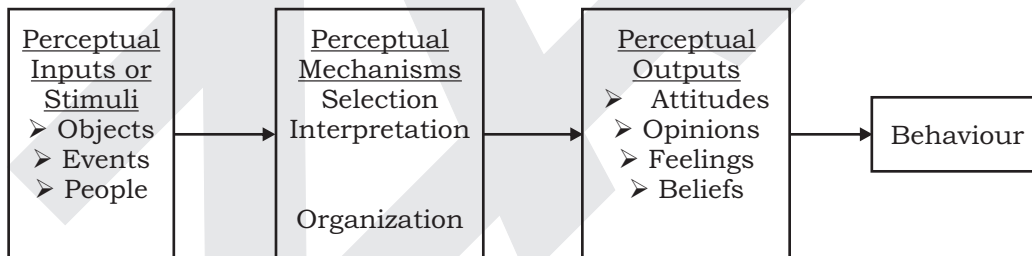 Perceptual
Inputs or
Stimuli
➢ Objects
➢ Events
➢ People
Perceptual
Mechanisms
Selection
Interpretation
Organization
Perceptual
Outputs
➢ Attitudes
➢ Opinions
➢ Feelings
➢ Beliefs
Behaviour